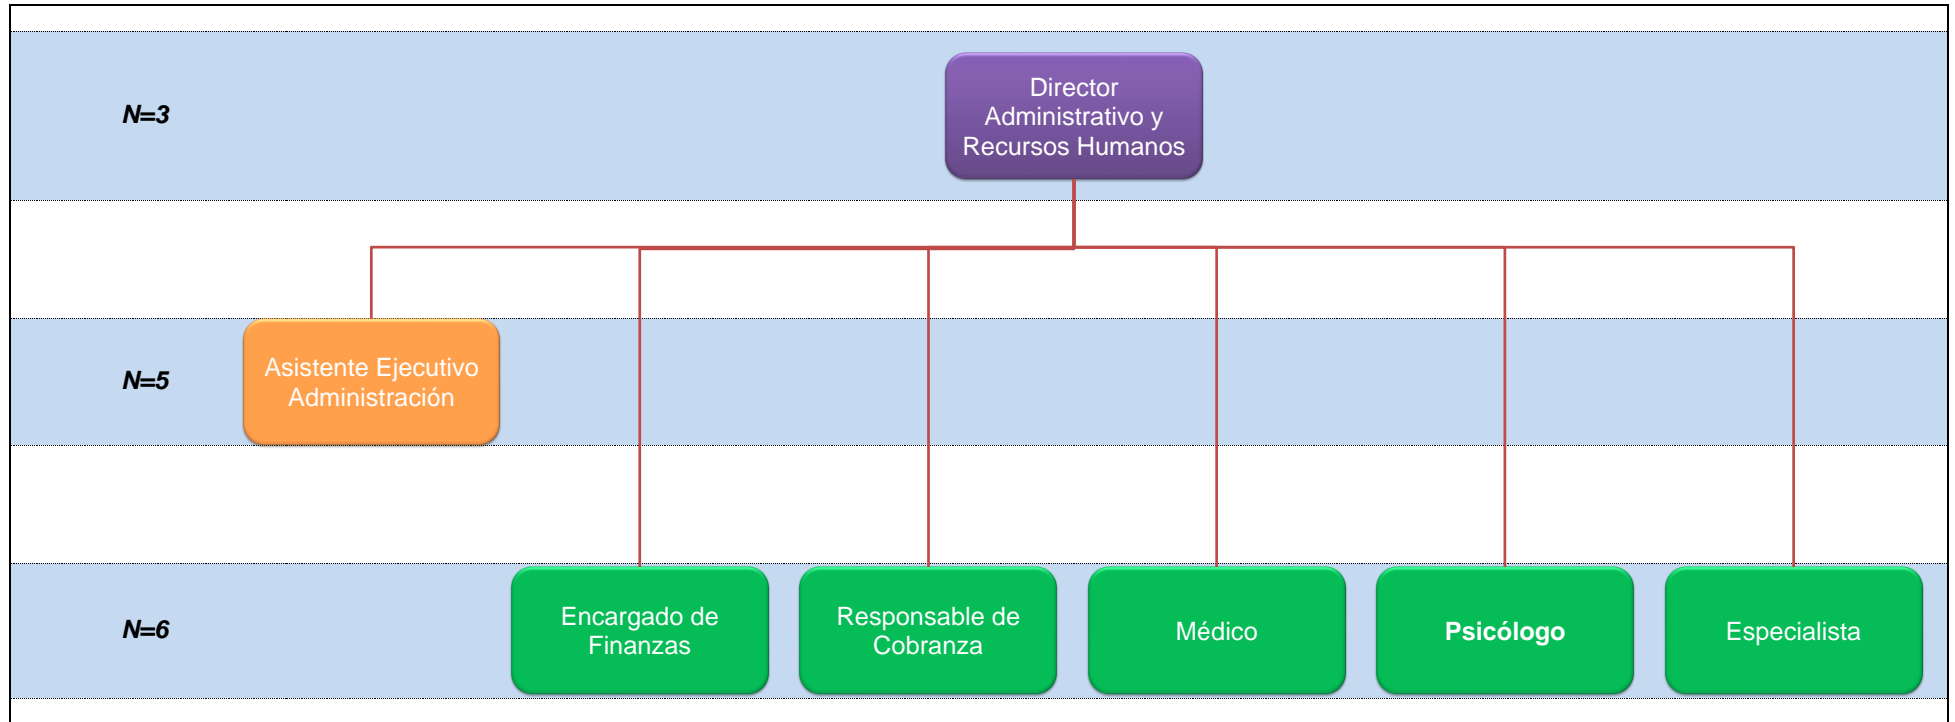 N=3
Director
Administrativo y
Recursos Humanos
N=5
Asistente Ejecutivo
Administración
N=6
Encargado de
Finanzas
Responsable de
Cobranza
Médico
Psicólogo
Especialista